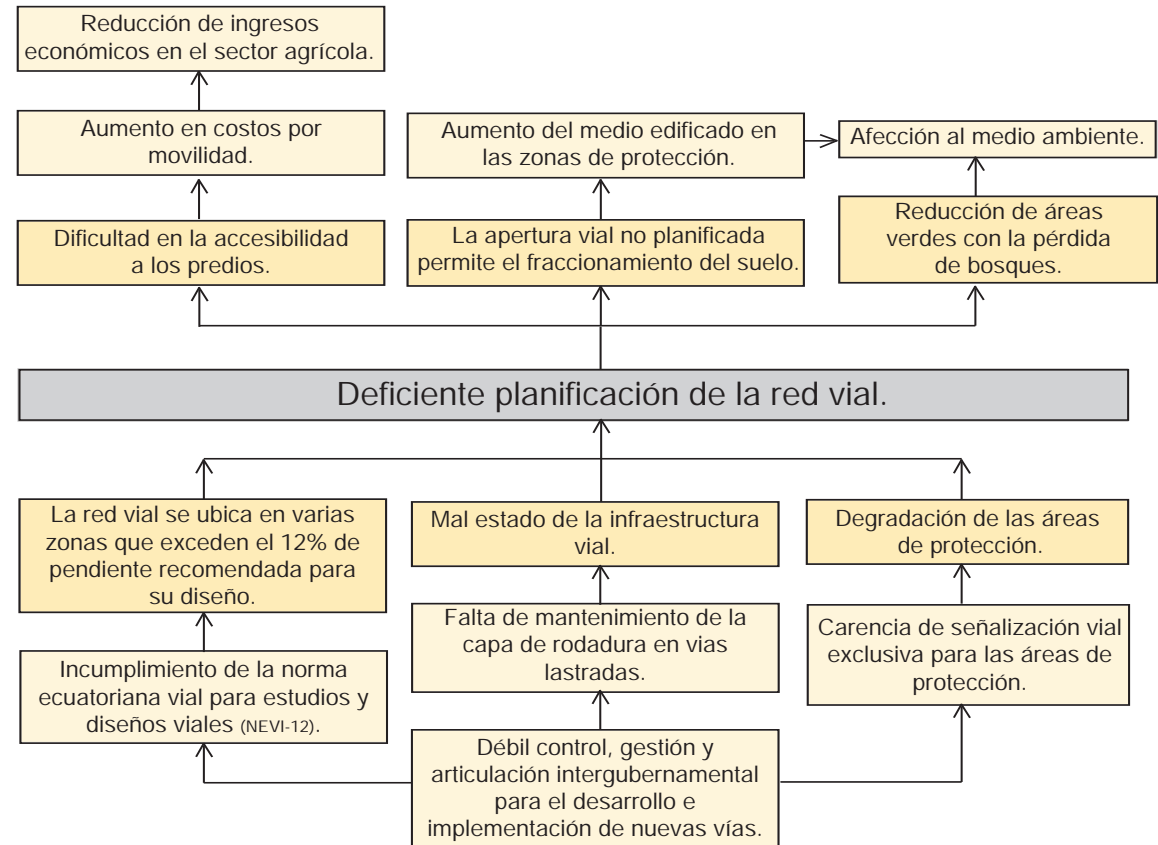 Reducción de ingresos
económicos en el sector agrícola.
Aumento en costos por
movilidad.
Aumento del medio edificado en
las zonas de protección.
Afección al medio ambiente.
Dificultad en la accesibilidad
a los predios.
La apertura vial no planificada
permite el fraccionamiento del suelo.
Reducción de áreas
verdes con la pérdida
de bosques.
Deficiente planificación de la red vial.
La red vial se ubica en varias
zonas que exceden el 12% de
pendiente recomendada para
su diseño.
Mal estado de la infraestructura
vial.
Degradación de las áreas
de protección.
Incumplimiento de la norma
ecuatoriana vial para estudios y
diseños viales (NEVI-12).
Falta de mantenimiento de la
capa de rodadura en vias
lastradas.
Carencia de señalización vial
exclusiva para las áreas de
protección.
Débil control, gestión y
articulación intergubernamental
para el desarrollo e
implementación de nuevas vías.